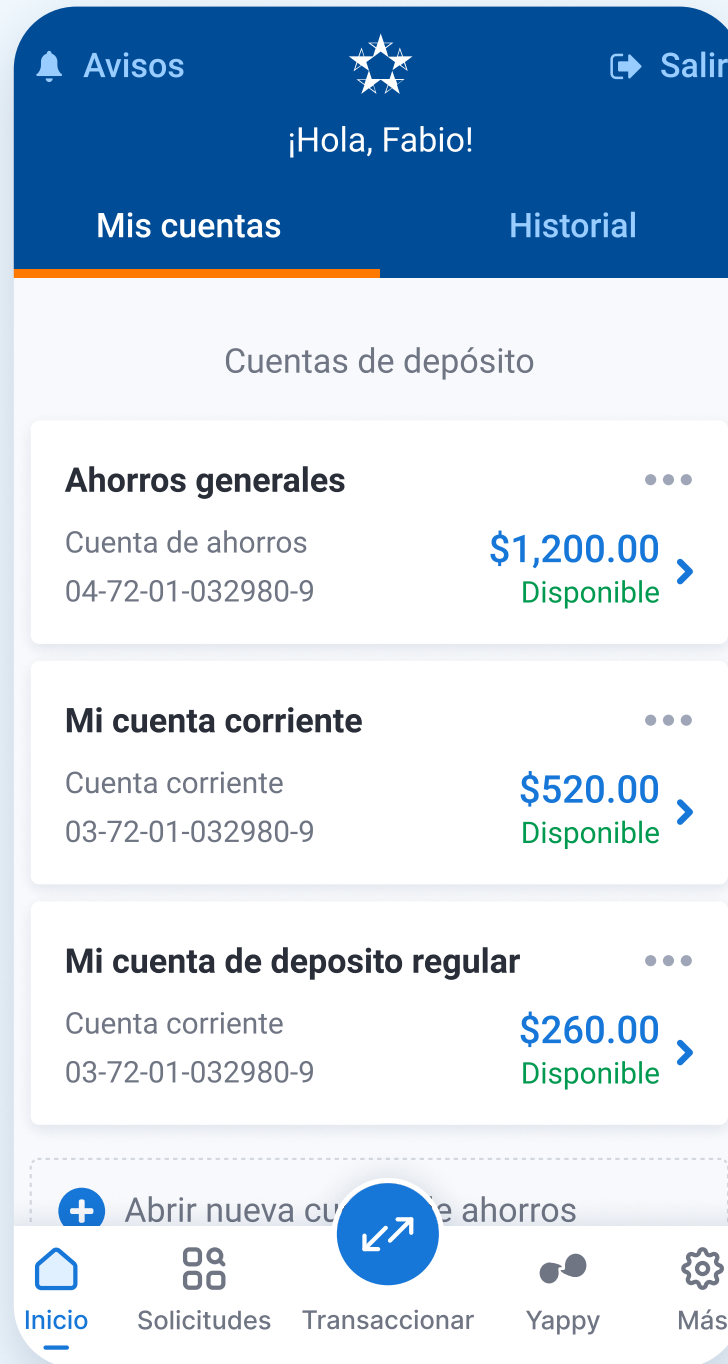 Avisos
Salir
¡Hola, Fabio!
Mis cuentas
Historial
Cuentas de depósito
Ahorros generales
Cuenta de ahorros
$1,200.00
04-72-01-032980-9
Disponible
Mi cuenta corriente
Cuenta corriente
$520.00
03-72-01-032980-9
Disponible
Mi cuenta de deposito regular
Cuenta corriente
$260.00
03-72-01-032980-9
Disponible
Abrir nueva ahorros
Inicio
Solicitudes
Transaccionar
Yappy
Más